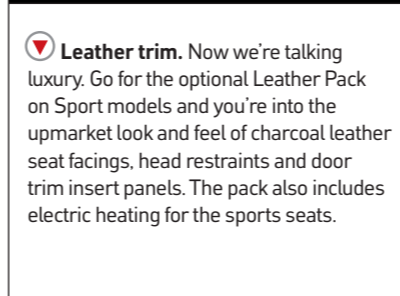 Leather trim. Now we're talking
luxury. Go for the optional Leather Pack
on Sport models and you're into the
upmarket look and feel of charcoal leather
seat facings, head restraints and door
trim insert panels. The pack also includes
electric heating for the sports seats.